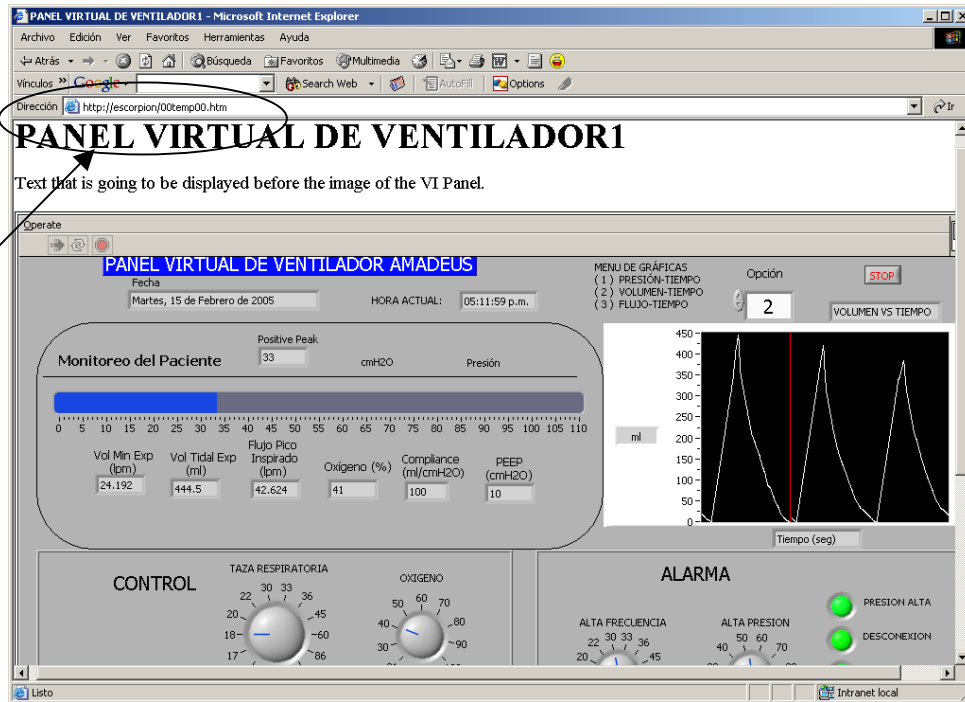 PANEL VIRTUAL DE VENTILADOR1 - Microsoft Internet Explorer
Archivo Edición Ver Favoritos Herramientas Ayuda
Atrás Búsqueda Favoritos Multimedia
Vínculos » Google Search Web AutoFill Options
Dirección http://escorpion/00temp00.htm Ir
PANEL VIRTUAL DE VENTILADOR1
Text that is going to be displayed before the image of the VI Panel.
Operate
PANEL VIRTUAL DE VENTILADOR AMADEUS
Fecha
Martes, 15 de Febrero de 2005
HORA ACTUAL: 05:11:59 p.m.
MENU DE GRÁFICAS
( 1 ) PRESIÓN-TIEMPO
( 2 ) VOLUMEN-TIEMPO
( 3 ) FLUJO-TIEMPO
Opción
2
STOP
VOLUMEN VS TIEMPO
Monitoreo del Paciente
Positive Peak
33
cmH2O
Presión
0 5 10 15 20 25 30 35 40 45 50 55 60 65 70 75 80 85 90 95 100 105 110
Vol Min Exp
(lpm)
24.192
Vol Tidal Exp
(ml)
444.5
Flujo Pico
Inspirado
(lpm)
42.624
Oxígeno (%)
41
Compliance
(ml/cmH2O)
100
PEEP
(cmH2O)
10
ml
450
400
350
300
250
200
150
100
50
0
Tiempo (seg)
CONTROL
TAZA RESPIRATORIA
30 33
22 36
20 45
18 60
17 86
OXIGENO
50 60 70
40 80
30 90
ALARMA
ALTA FRECUENCIA
22 30 33 36
20 45
ALTA PRESION
50 60
40 70
PRESION ALTA
DESCONEXION
Listo
Intranet local